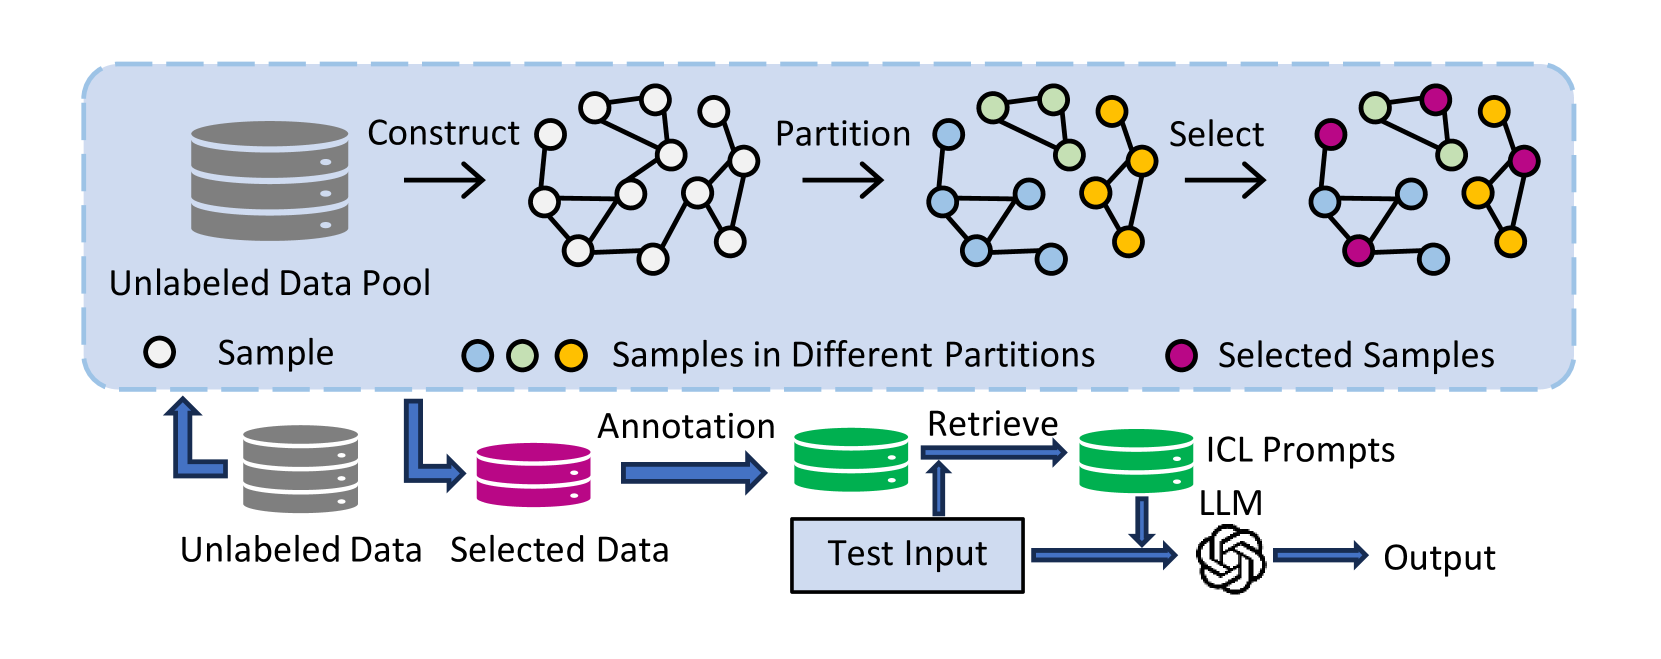 Construct
Partition
Select
Unlabeled Data Pool
Sample
Samples in Different Partitions
Selected Samples
Annotation
Retrieve
ICL Prompts
LLM
Unlabeled Data
Selected Data
Test Input
Output